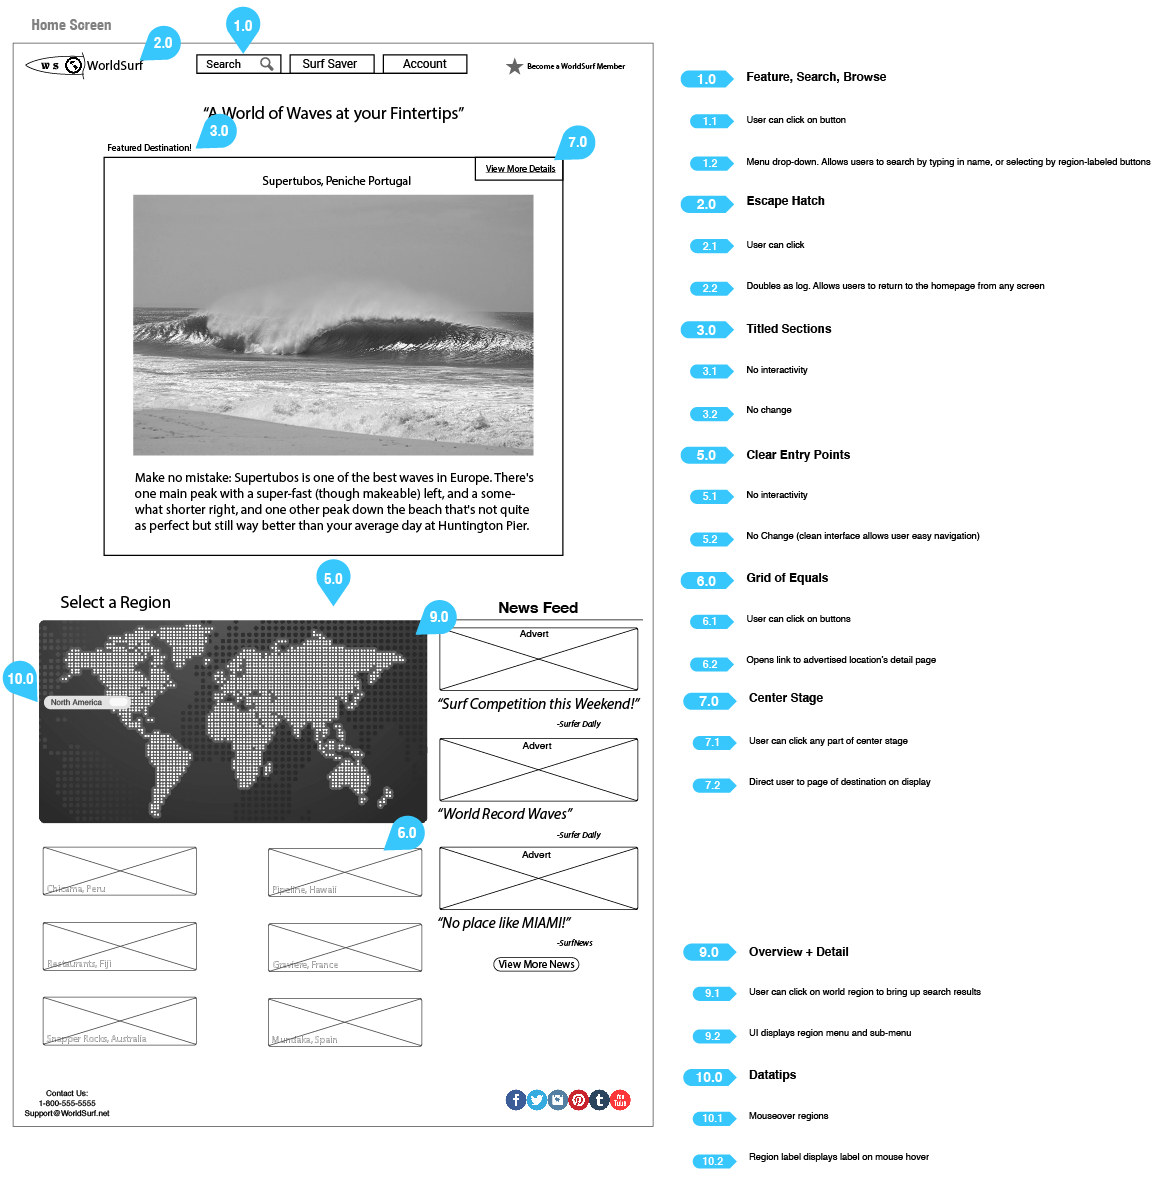 Home Screen
1.0
2.0
W S WorldSurf
Search
Surf Saver
Account
Become a WorldSurf Member
“A World of Waves at your Fintertips”
3.0
Featured Destination!
7.0
View More Details
Supertubos, Peniche Portugal
Make no mistake: Supertubos is one of the best waves in Europe. There's
one main peak with a super-fast (though makeable) left, and a some-
what shorter right, and one other peak down the beach that's not quite
as perfect but still way better than your average day at Huntington Pier.
5.0
Select a Region
9.0
10.0
North America
6.0
Chicama, Peru
Pipeline, Hawaii
Restaurants, Fiji
Graviere, France
Snapper Rocks, Australia
Mundaka, Spain
News Feed
Advert
“Surf Competition this Weekend!”
-Surfer Daily
Advert
“World Record Waves”
-Surfer Daily
Advert
“No place like MIAMI!”
-SurfNews
View More News
Contact Us:
1-800-555-5555
Support@WorldSurf.net
f
t
You
Tube
1.0 Feature, Search, Browse
1.1 User can click on button
1.2 Menu drop-down. Allows users to search by typing in name, or selecting by region-labeled buttons
2.0 Escape Hatch
2.1 User can click
2.2 Doubles as log. Allows users to return to the homepage from any screen
3.0 Titled Sections
3.1 No interactivity
3.2 No change
5.0 Clear Entry Points
5.1 No interactivity
5.2 No Change (clean interface allows user easy navigation)
6.0 Grid of Equals
6.1 User can click on buttons
6.2 Opens link to advertised location's detail page
7.0 Center Stage
7.1 User can click any part of center stage
7.2 Direct user to page of destination on display
9.0 Overview + Detail
9.1 User can click on world region to bring up search results
9.2 UI displays region menu and sub-menu
10.0 Datatips
10.1 Mouseover regions
10.2 Region label displays label on mouse hover